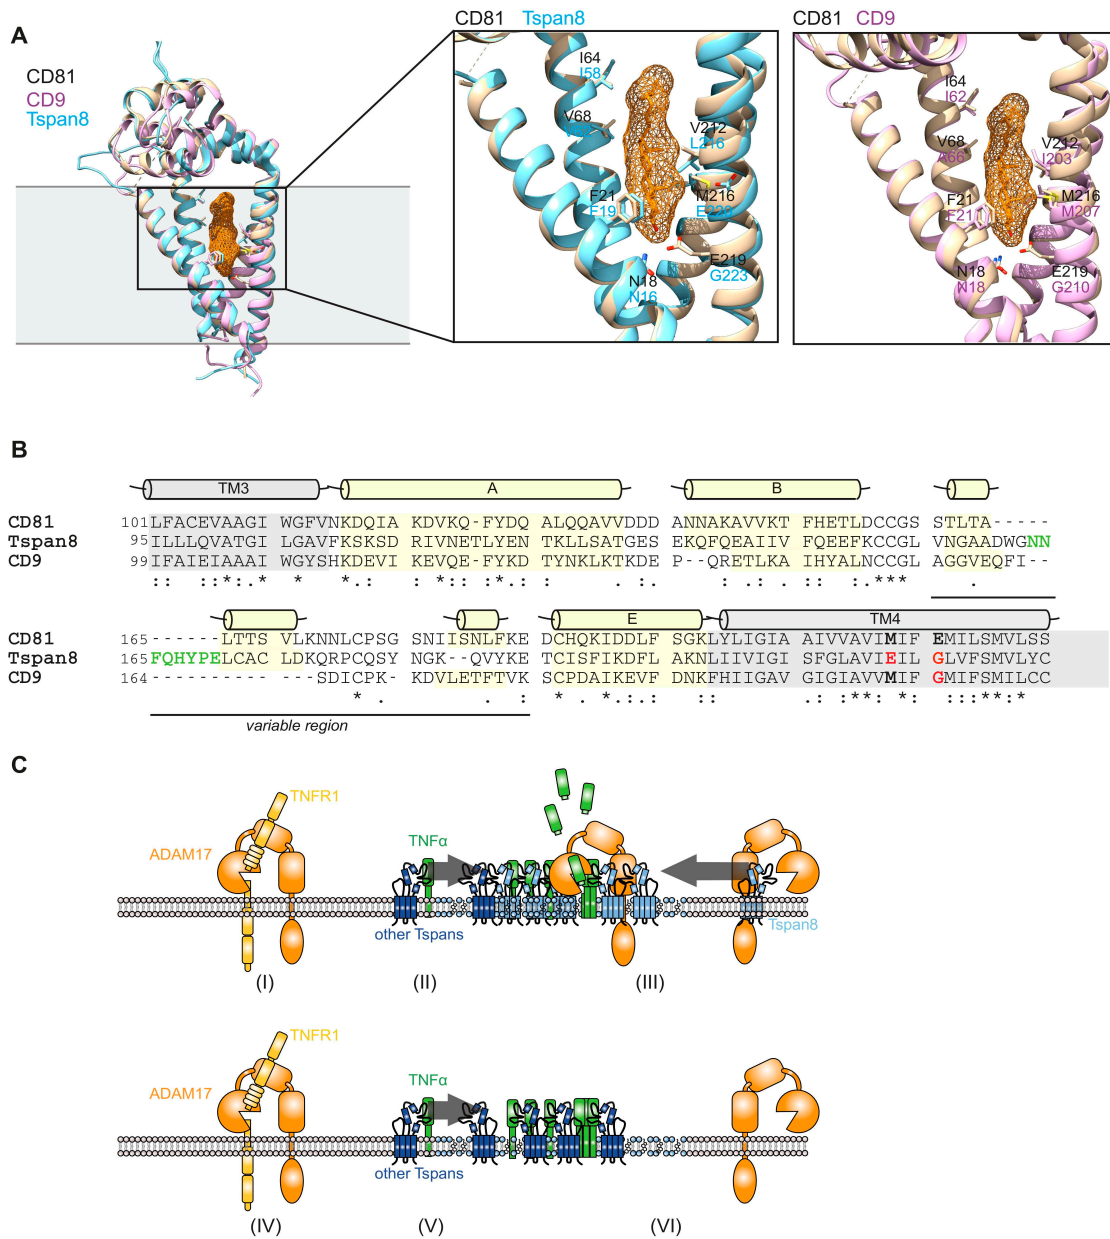 A
CD81
CD9
Tspan8
CD81 Tspan8
I64
I58
V68
V212
L216
F21
F19
M216
E220
E219
G223
N18
N16
CD81 CD9
I64
I62
V68
A66
V212
I203
F21
F21
M216
M207
N18
N18
E219
G210
B
TM3 A B
CD81 101 LFACEVAAGI WGFVNKDQIA KDVKQ-FYDQ ALQQAVVDDD ANNAKAVVKT FHETLDCCGS STLTA-----
Tspan8 95 ILLLQVATGI LGAVFKSKSD RIVNETLYEN TKLLSATGES EKQFQEAIIV FQEEFKCCGL VNGAADWGNN
CD9 99 IFAIEIAAAI WGYSHKDEVI KEVQE-FYKD TYNKLKTKDE P--QRETLKA IHYALNCCGL AGGVEQFI--
E TM4
CD81 165 -------LTTS VLKNNLCPSG SNIISNLFKE DCHQKIDDLF SGKLYLIGIA AIVVAVIMIF EMILSMVLSS
Tspan8 165 FQHYPELCAC LDKQRPCQSY NGK--QVYKE TCISFIKDFL AKNLIIVIGI SFGLAVIEIL GLVFSMVLYC
CD9 164 ------------SDICPK- KDVLETFTVK SCPDAIKEVF DNKFHIIGAV GIGIAVVMIF GMIFSMILCC
variable region
C
TNFR1
ADAM17
TNFα
other Tspans
Tspan8
(I) (II) (III)
TNFR1
ADAM17
TNFα
other Tspans
(IV) (V) (VI)